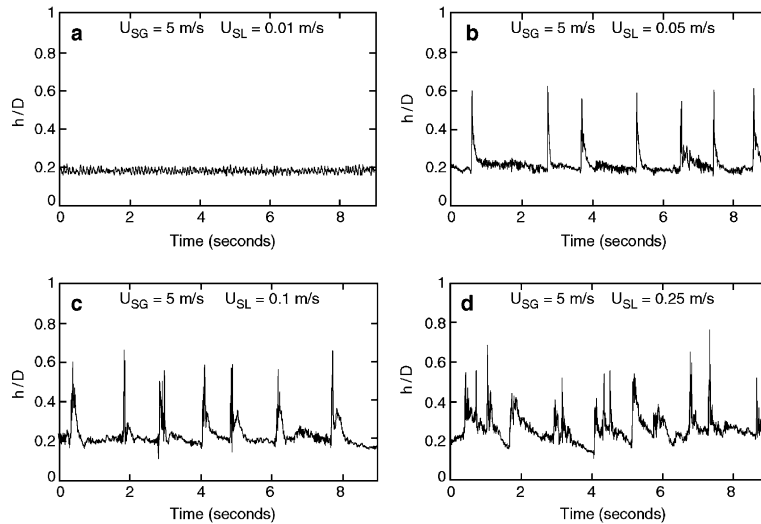 a U_SG = 5 m/s U_SL = 0.01 m/s
1
0.8
0.6
0.4
0.2
0
h/D
0 2 4 6 8
Time (seconds)
b U_SG = 5 m/s U_SL = 0.05 m/s
1
0.8
0.6
0.4
0.2
0
h/D
0 2 4 6 8
Time (seconds)
c U_SG = 5 m/s U_SL = 0.1 m/s
1
0.8
0.6
0.4
0.2
0
h/D
0 2 4 6 8
Time (seconds)
d U_SG = 5 m/s U_SL = 0.25 m/s
1
0.8
0.6
0.4
0.2
0
h/D
0 2 4 6 8
Time (seconds)